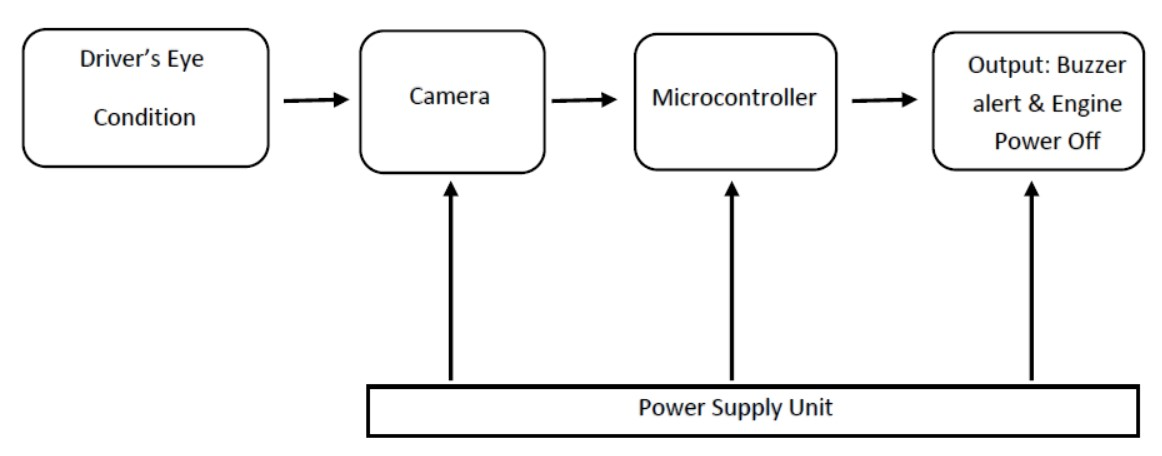 Driver’s Eye
Condition
Camera
Microcontroller
Output: Buzzer
alert & Engine
Power Off
Power Supply Unit